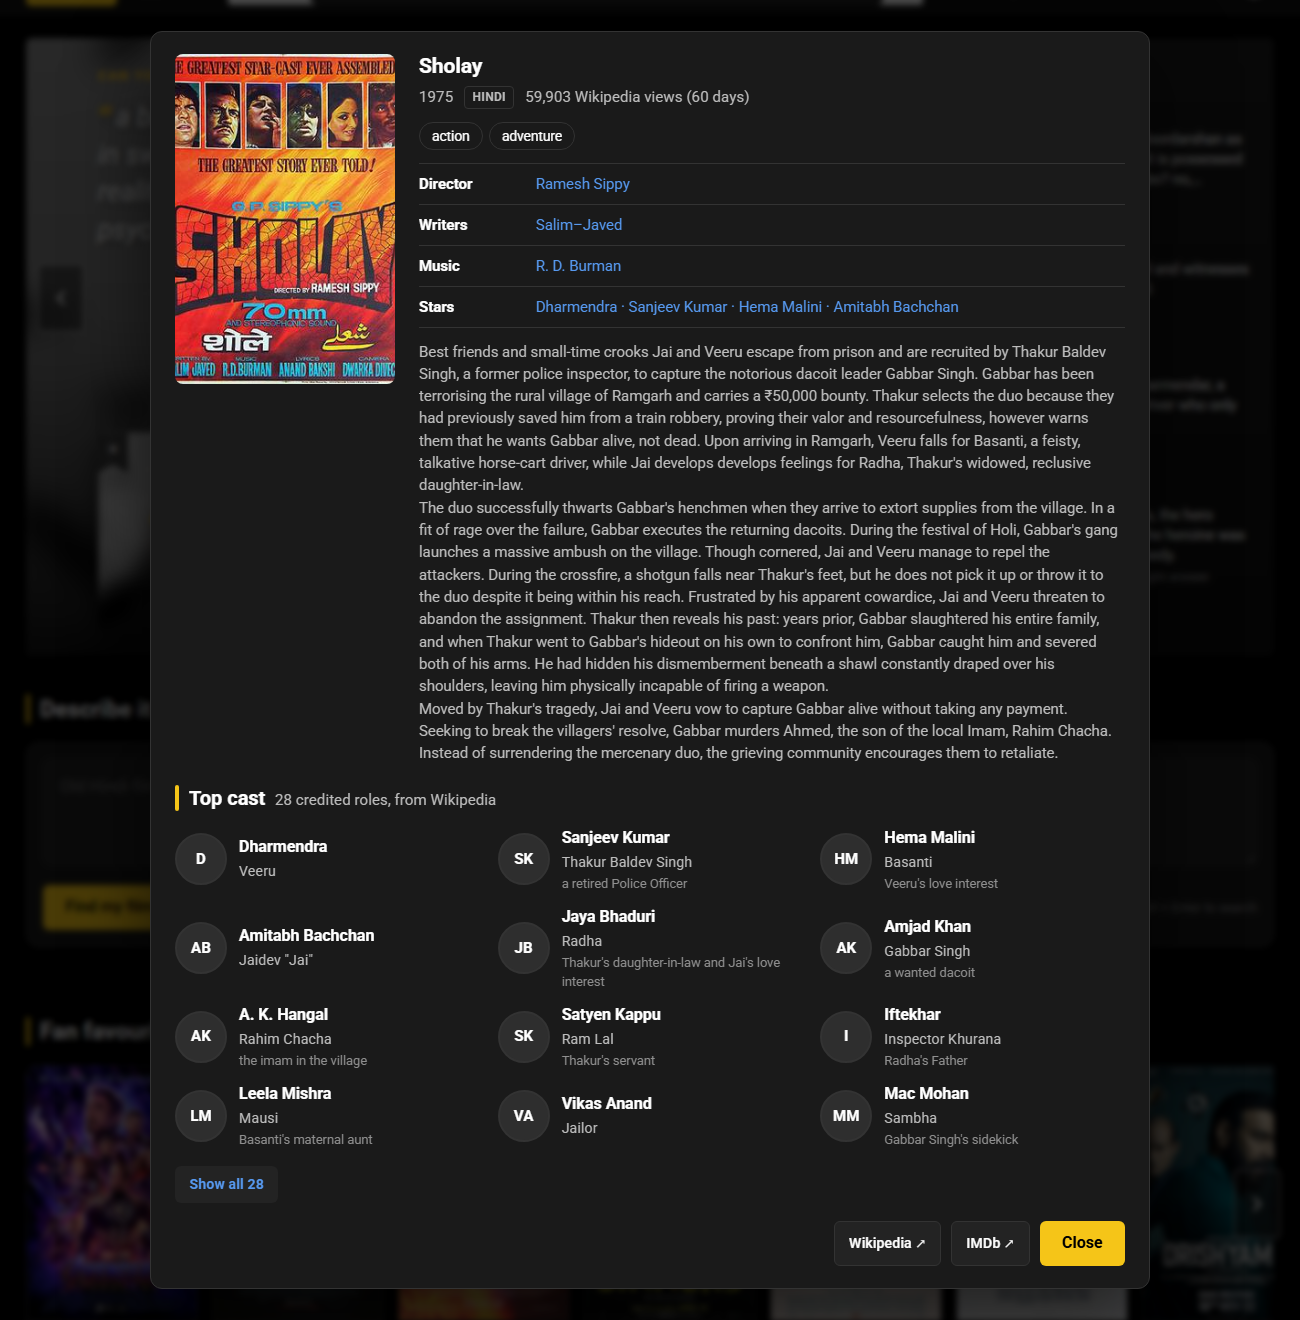 THE GREATEST STAR-CAST EVER ASSEMBLED
THE GREATEST STORY EVER TOLD!
G.P. SIPPY'S
SHOLAY
DIRECTED BY RAMESH SIPPY
70mm
AND STEREOPHONIC SOUND
शोले شعلے
WRITTEN BY MUSIC LYRICS CAMERA
LIM JAVED R.D.BURMAN ANAND BAKSHI DWARKA DIVEC
Sholay
1975 HINDI 59,903 Wikipedia views (60 days)
action adventure
Director Ramesh Sippy
Writers Salim–Javed
Music R. D. Burman
Stars Dharmendra · Sanjeev Kumar · Hema Malini · Amitabh Bachchan
Best friends and small-time crooks Jai and Veeru escape from prison and are recruited by Thakur Baldev
Singh, a former police inspector, to capture the notorious dacoit leader Gabbar Singh. Gabbar has been
terrorising the rural village of Ramgarh and carries a ₹50,000 bounty. Thakur selects the duo because they
had previously saved him from a train robbery, proving their valor and resourcefulness, however warns
them that he wants Gabbar alive, not dead. Upon arriving in Ramgarh, Veeru falls for Basanti, a feisty,
talkative horse-cart driver, while Jai develops develops feelings for Radha, Thakur's widowed, reclusive
daughter-in-law.
The duo successfully thwarts Gabbar's henchmen when they arrive to extort supplies from the village. In a
fit of rage over the failure, Gabbar executes the returning dacoits. During the festival of Holi, Gabbar's gang
launches a massive ambush on the village. Though cornered, Jai and Veeru manage to repel the
attackers. During the crossfire, a shotgun falls near Thakur's feet, but he does not pick it up or throw it to
the duo despite it being within his reach. Frustrated by his apparent cowardice, Jai and Veeru threaten to
abandon the assignment. Thakur then reveals his past: years prior, Gabbar slaughtered his entire family,
and when Thakur went to Gabbar's hideout on his own to confront him, Gabbar caught him and severed
both of his arms. He had hidden his dismemberment beneath a shawl constantly draped over his
shoulders, leaving him physically incapable of firing a weapon.
Moved by Thakur's tragedy, Jai and Veeru vow to capture Gabbar alive without taking any payment.
Seeking to break the villagers' resolve, Gabbar murders Ahmed, the son of the local Imam, Rahim Chacha.
Instead of surrendering the mercenary duo, the grieving community encourages them to retaliate.
Top cast 28 credited roles, from Wikipedia
D Dharmendra
Veeru
SK Sanjeev Kumar
Thakur Baldev Singh
a retired Police Officer
HM Hema Malini
Basanti
Veeru's love interest
AB Amitabh Bachchan
Jaidev "Jai"
JB Jaya Bhaduri
Radha
Thakur's daughter-in-law and Jai's love
interest
AK Amjad Khan
Gabbar Singh
a wanted dacoit
AK A. K. Hangal
Rahim Chacha
the imam in the village
SK Satyen Kappu
Ram Lal
Thakur's servant
I Iftekhar
Inspector Khurana
Radha's Father
LM Leela Mishra
Mausi
Basanti's maternal aunt
VA Vikas Anand
Jailor
MM Mac Mohan
Sambha
Gabbar Singh's sidekick
Show all 28
Wikipedia ↗ IMDb ↗ Close
Describe it
Find my
Fan favour
DRISHYAM